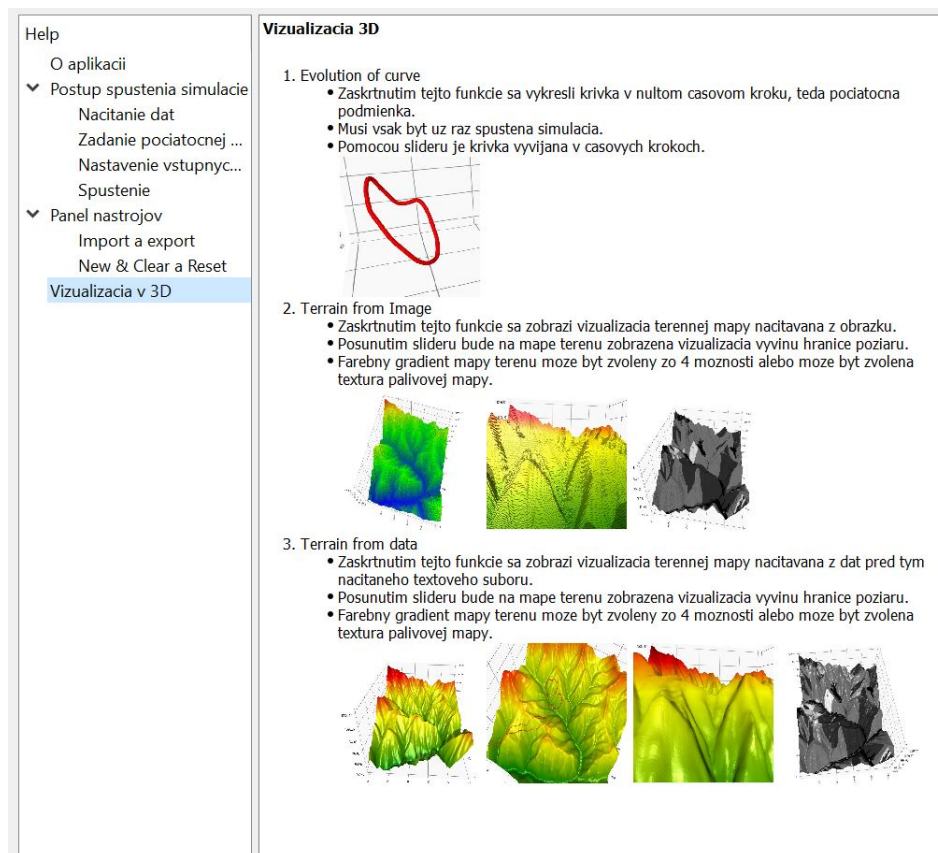 Help
O aplikacii
Postup spustenia simulacie
Nacitanie dat
Zadanie pociatocnej ...
Nastavenie vstupnyc...
Spustenie
Panel nastrojov
Import a export
New & Clear a Reset
Vizualizacia v 3D
Vizualizacia 3D
1. Evolution of curve
• Zaskrtnutim tejto funkcie sa vykresli krivka v nultom casovom kroku, teda pociatocna
podmienka.
• Musi vsak byt uz raz spustena simulacia.
• Pomocou slideru je krivka vyvijana v casovych krokoch.
2. Terrain from Image
• Zaskrtnutim tejto funkcie sa zobrazi vizualizacia terennej mapy nacitavana z obrazku.
• Posunutim slideru bude na mape terenu zobrazena vizualizacia vyvinu hranice poziaru.
• Farebny gradient mapy terenu moze byt zvoleny zo 4 moznosti alebo moze byt zvolena
textura palivovej mapy.
3. Terrain from data
• Zaskrtnutim tejto funkcie sa zobrazi vizualizacia terennej mapy nacitavana z dat pred tym
nacitaneho textoveho suboru.
• Posunutim slideru bude na mape terenu zobrazena vizualizacia vyvinu hranice poziaru.
• Farebny gradient mapy terenu moze byt zvoleny zo 4 moznosti alebo moze byt zvolena
textura palivovej mapy.